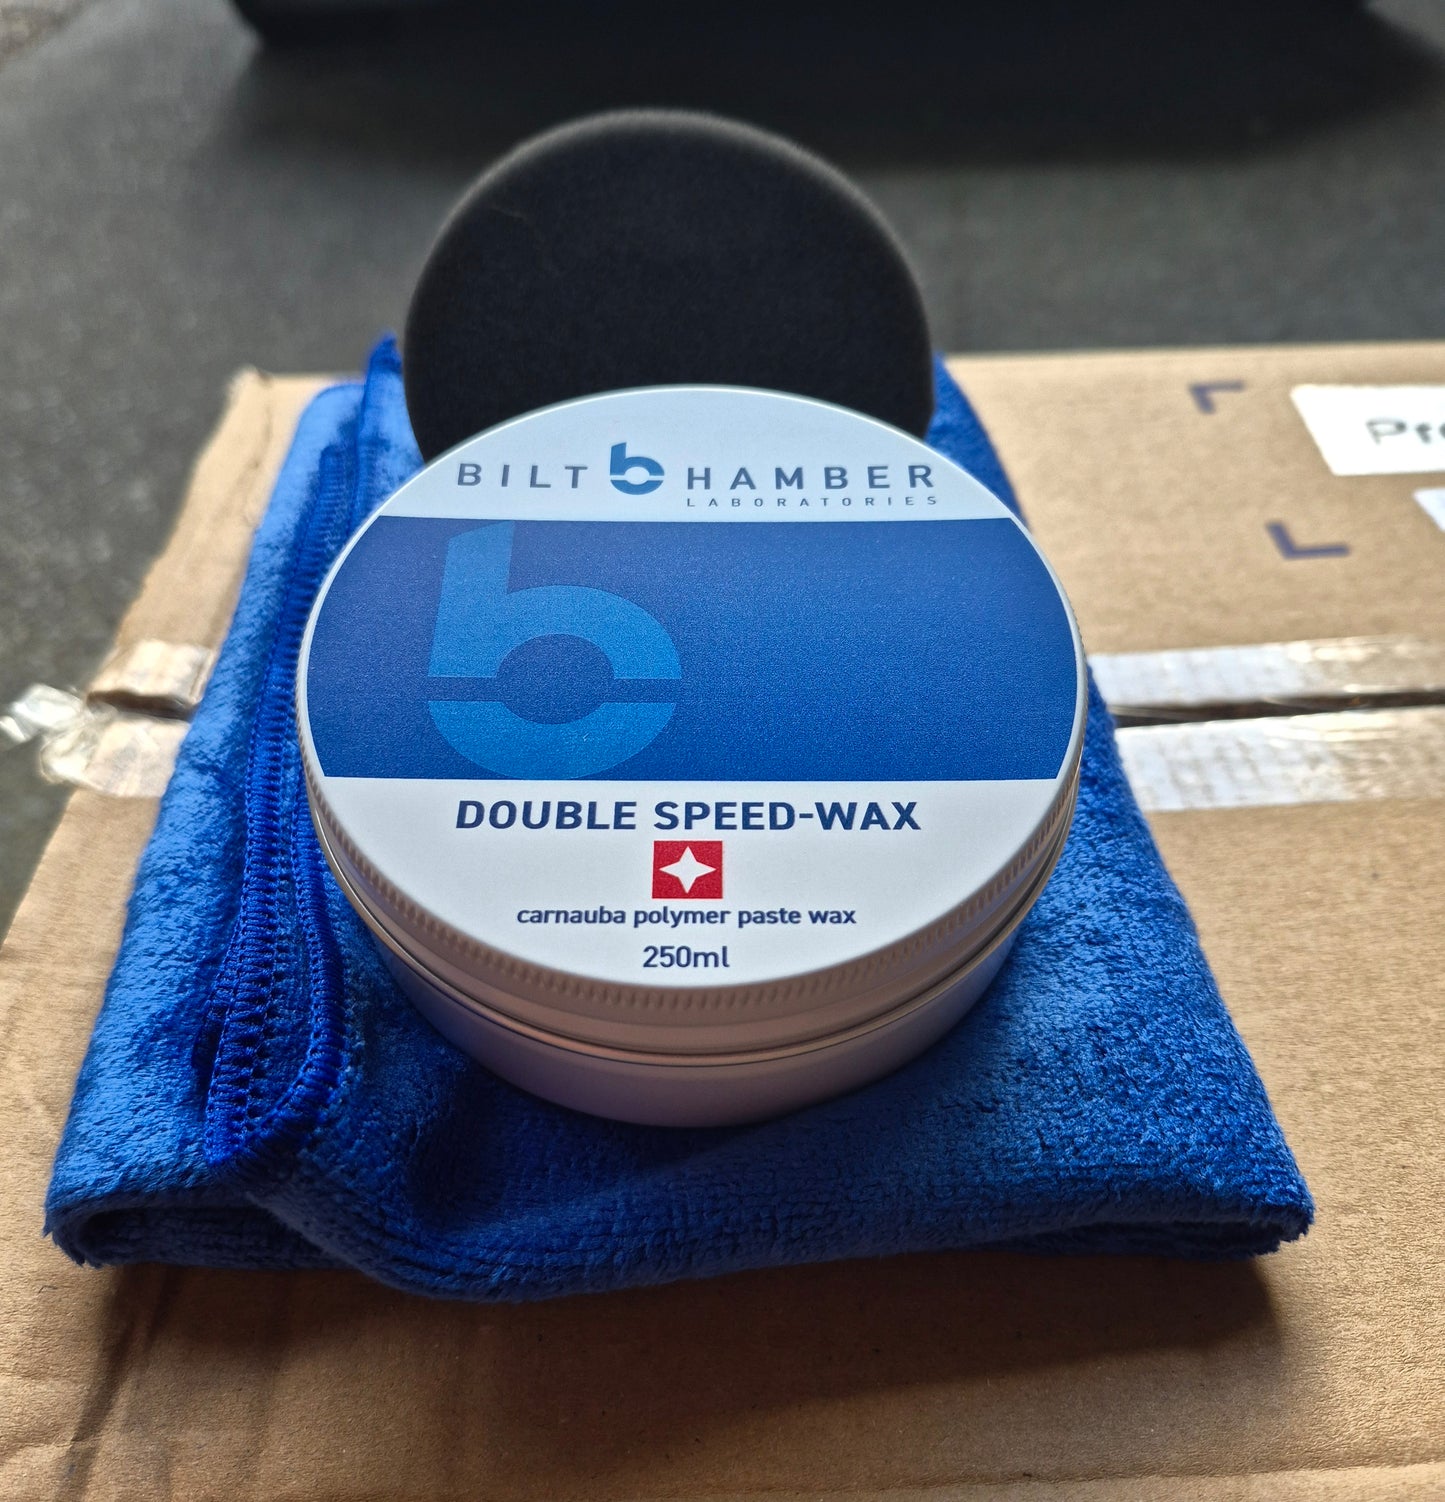 BILT HAMBER
LABORATORIES
DOUBLE SPEED-WAX
carnauba polymer paste wax
250ml